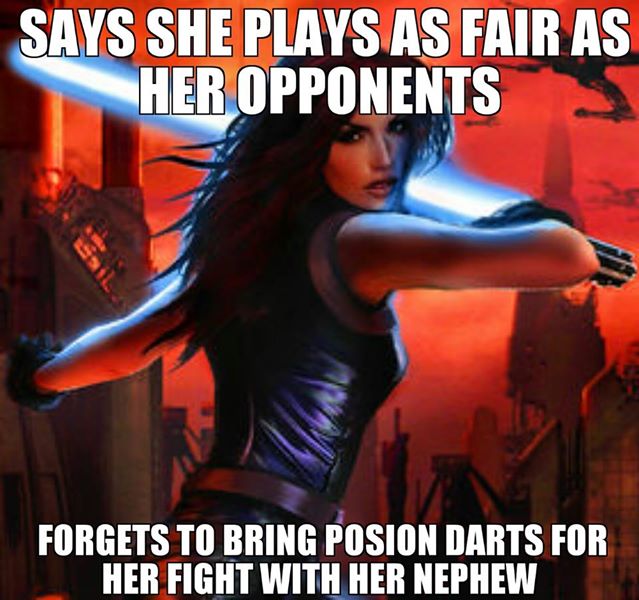 SAYS SHE PLAYS AS FAIR AS
HER OPPONENTS
FORGETS TO BRING POSION DARTS FOR
HER FIGHT WITH HER NEPHEW